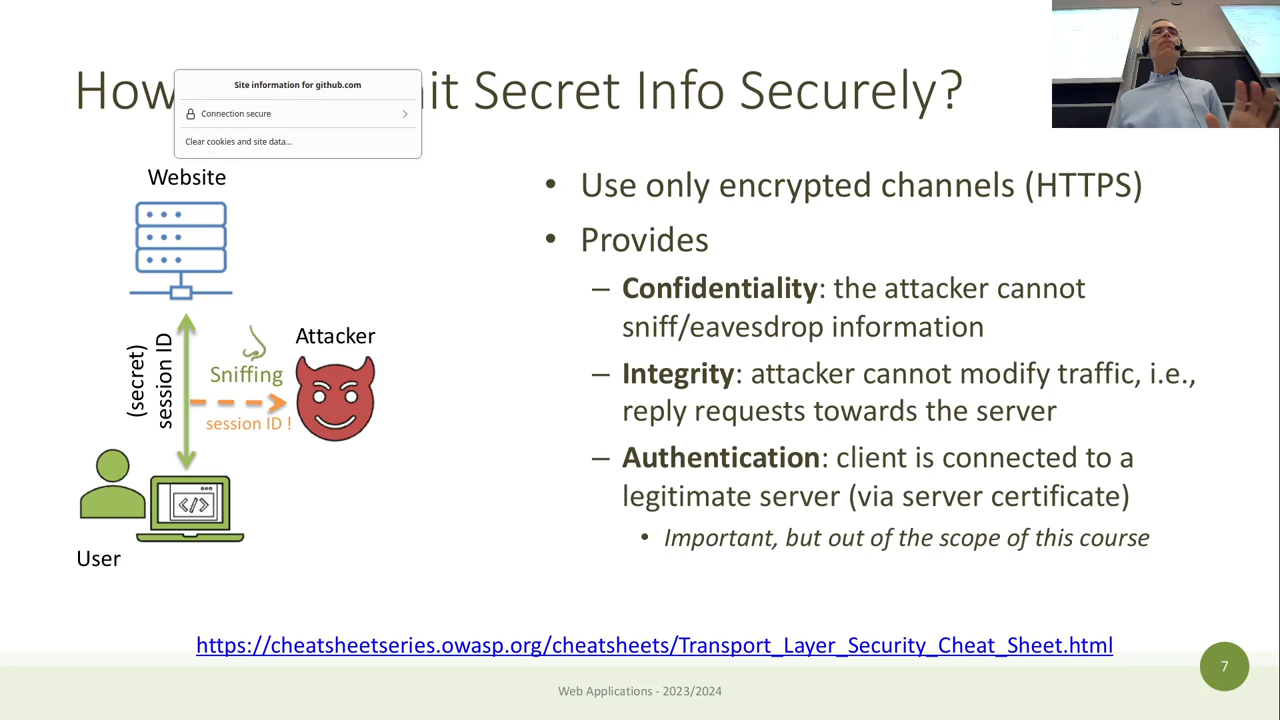 How it Secret Info Securely?
Site information for github.com
Connection secure
Clear cookies and site data...
Website
(secret)
session ID
Sniffing
Attacker
session ID !
User
</>
• Use only encrypted channels (HTTPS)
• Provides
– Confidentiality: the attacker cannot
sniff/eavesdrop information
– Integrity: attacker cannot modify traffic, i.e.,
reply requests towards the server
– Authentication: client is connected to a
legitimate server (via server certificate)
• Important, but out of the scope of this course
https://cheatsheetseries.owasp.org/cheatsheets/Transport_Layer_Security_Cheat_Sheet.html
Web Applications - 2023/2024
7